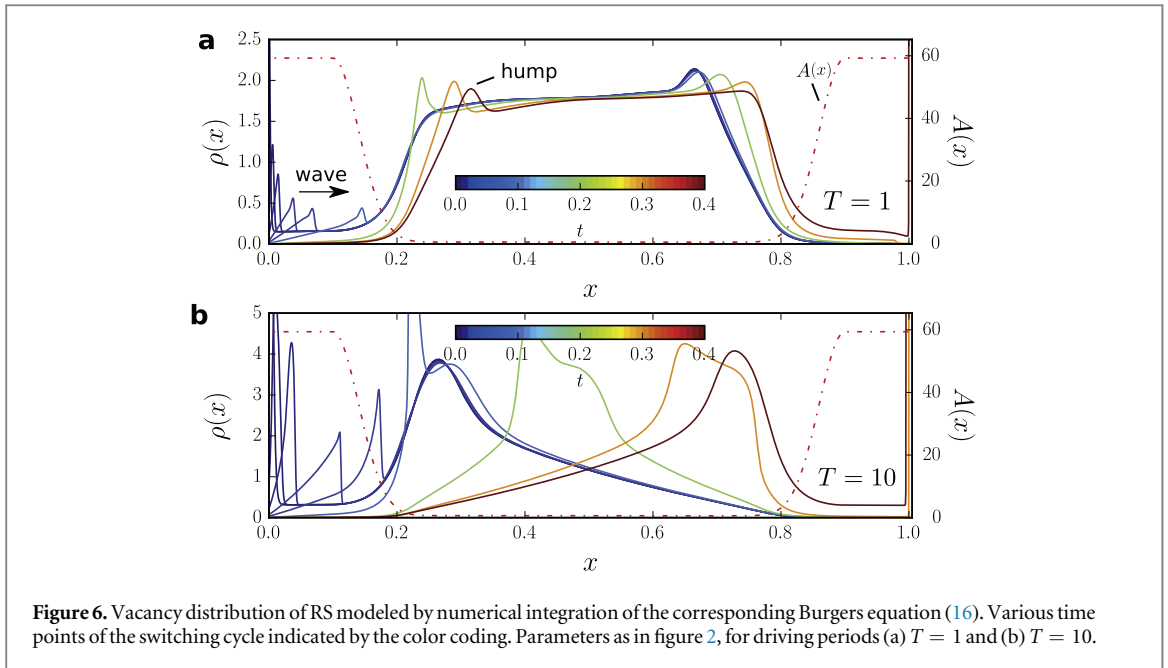 a
2.5
2.0
1.5
1.0
0.5
0.0
ρ(x)
wave
hump
A(x)
60
40
20
0
A(x)
0.0 0.1 0.2 0.3 0.4
t
T = 1
0.0 0.2 0.4 0.6 0.8 1.0
x
b
5
4
3
2
1
0
ρ(x)
60
40
20
0
A(x)
0.0 0.1 0.2 0.3 0.4
t
T = 10
0.0 0.2 0.4 0.6 0.8 1.0
x
Figure 6. Vacancy distribution of RS modeled by numerical integration of the corresponding Burgers equation (16). Various time
points of the switching cycle indicated by the color coding. Parameters as in figure 2, for driving periods (a) T = 1 and (b) T = 10.